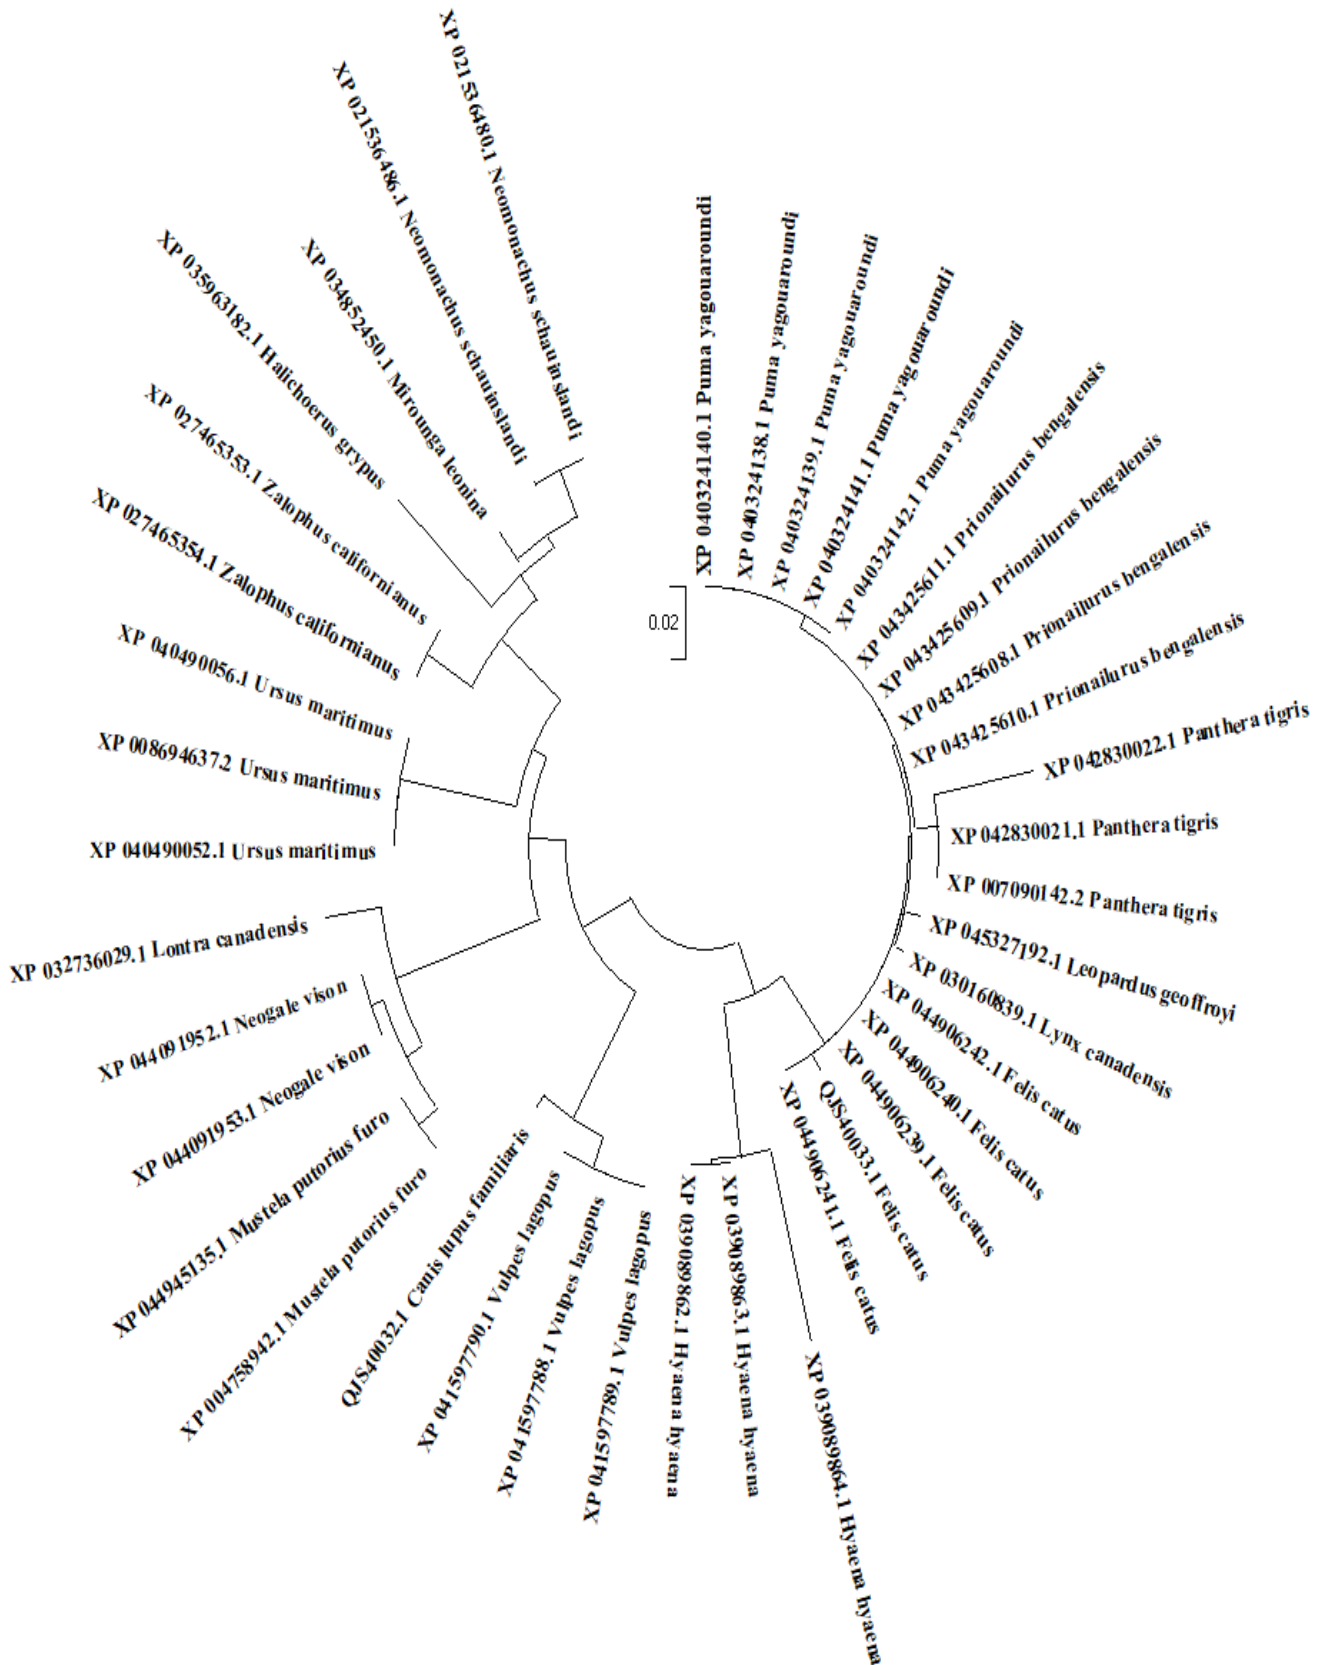 XP 021536480.1 Neomonachus schauinslandi
XP 021536486.1 Neomonachus schauinslandi
XP 034852450.1 Mirounga leonina
XP 035963182.1 Halichoerus grypus
XP 027465353.1 Zalophus californianus
XP 027465354.1 Zalophus californianus
XP 040490056.1 Ursus maritimus
XP 008694637.2 Ursus maritimus
XP 040490052.1 Ursus maritimus
XP 032736029.1 Lontra canadensis
XP 044091952.1 Neogale vison
XP 044091953.1 Neogale vison
XP 044945135.1 Mustela putorius furo
XP 004758942.1 Mustela putorius furo
QJS40032.1 Canis lupus familiaris
XP 041597790.1 Vulpes lagopus
XP 041597788.1 Vulpes lagopus
XP 041597789.1 Vulpes lagopus
XP 039089862.1 Hyaena hyaena
XP 039089863.1 Hyaena hyaena
XP 039089864.1 Hyaena hyaena
XP 044906241.1 Felis catus
QJS40033.1 Felis catus
XP 044906239.1 Felis catus
XP 044906240.1 Felis catus
XP 044906242.1 Felis catus
XP 030160839.1 Lynx canadensis
XP 045327192.1 Leopardus geoffroyi
XP 007090142.2 Panthera tigris
XP 042830021.1 Panthera tigris
XP 042830022.1 Panthera tigris
XP 043425610.1 Prionailurus bengalensis
XP 043425608.1 Prionailurus bengalensis
XP 043425609.1 Prionailurus bengalensis
XP 043425611.1 Prionailurus bengalensis
XP 040324142.1 Puma yagouaroundi
XP 040324141.1 Puma yagouaroundi
XP 040324139.1 Puma yagouaroundi
XP 040324138.1 Puma yagouaroundi
XP 040324140.1 Puma yagouaroundi
0.02